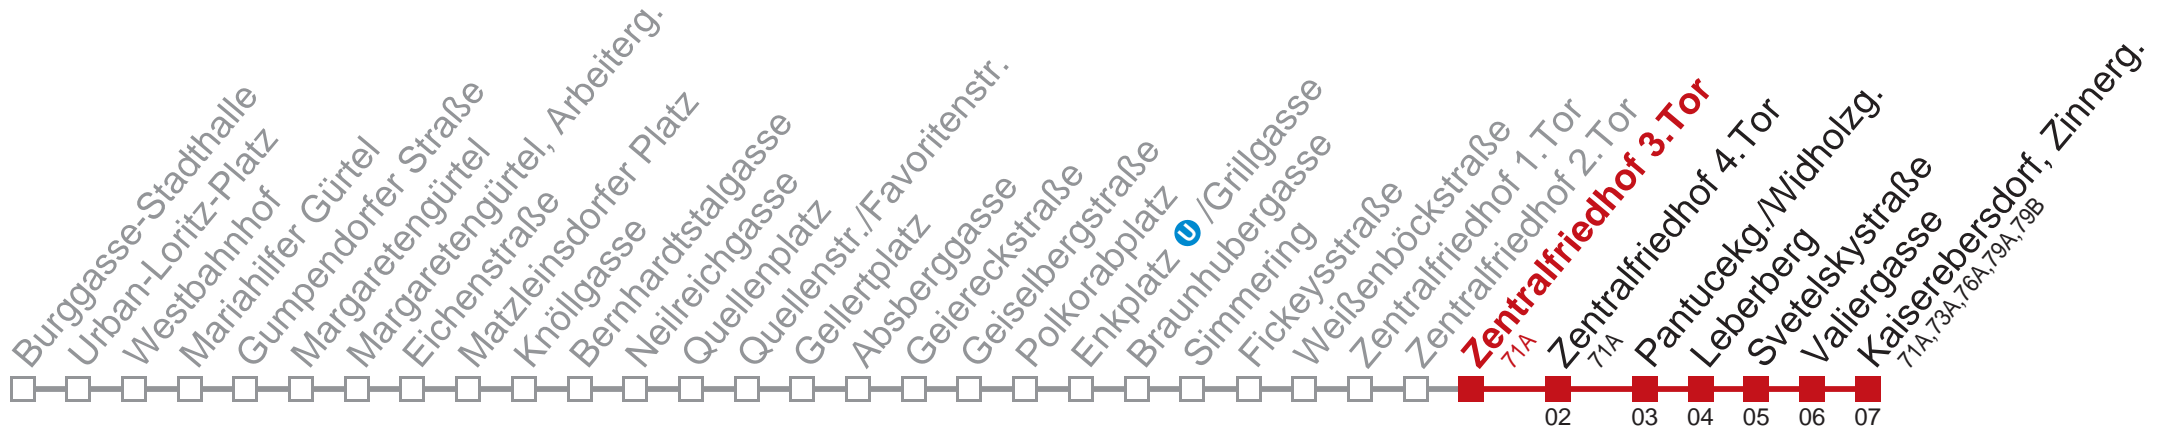 Burggasse-Stadthalle
Urban-Loritz-Platz
Westbahnhof
Mariahilfer Gürtel
Gumpendorfer Straße
Margaretengürtel
Margaretengürtel, Arbeiterg.
Eichenstraße
Matzleinsdorfer Platz
Knöllgasse
Bernhardtstalgasse
Neilreichgasse
Quellenplatz
Quellenstr./Favoritenstr.
Gellertplatz
Absberggasse
Geiereckstraße
Geiselbergstraße
Polkorabplatz
Enkplatz U /Grillgasse
Braunhubergasse
Simmering
Fickeysstraße
Weißenböckstraße
Zentralfriedhof 1.Tor
Zentralfriedhof 2.Tor
Zentralfriedhof 3.Tor
71A
Zentralfriedhof 4.Tor
71A
Pantucekg./Widholzg.
Leberberg
Svetelskystraße
Valiergasse
Kaiserebersdorf, Zinnerg.
71A,73A,76A,79A,79B
02 03 04 05 06 07